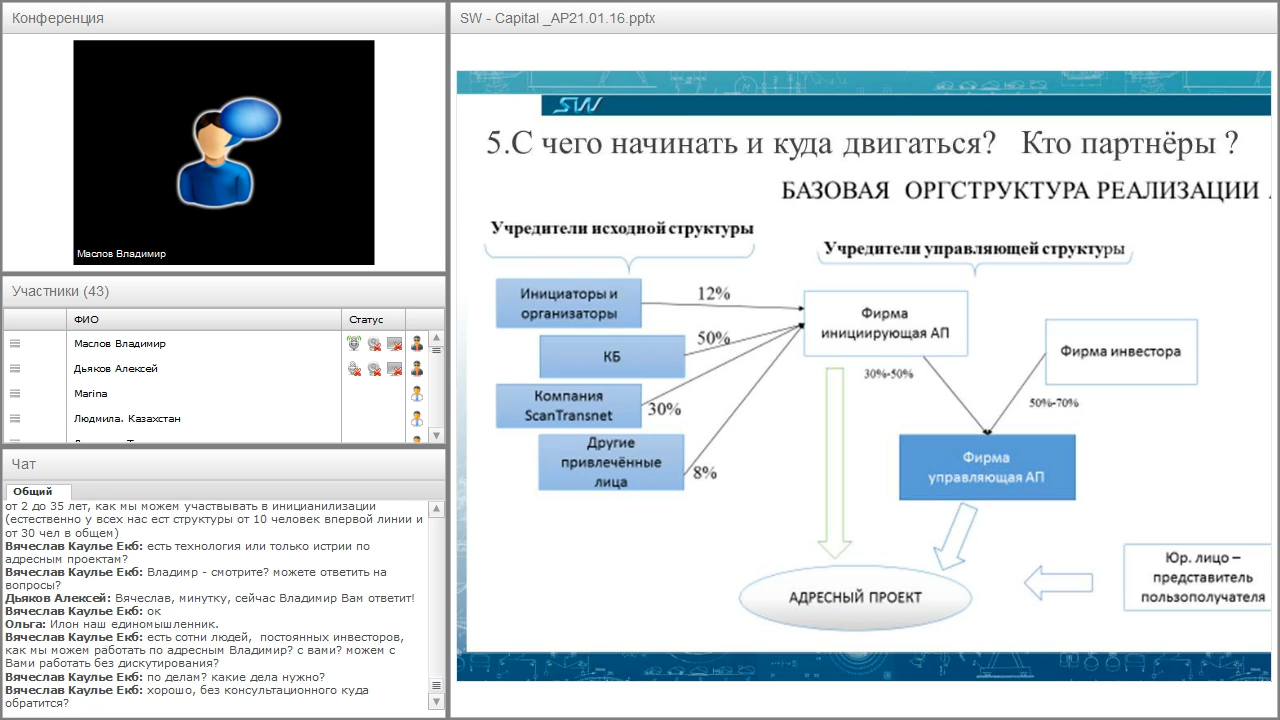 Конференция
Маслов Владимир
Участники (43)
ФИО
Статус
Маслов Владимир
Дьяков Алексей
Marina
Людмила. Казахстан
Чат
Общий
от 2 до 35 лет, как мы можем участвывать в инициализации
(естественно у всех нас ест структуры от 10 человек впервой линии и
от 30 чел в общем)
Вячеслав Каулье Екб: есть технология или только истрии по
адресным проектам?
Вячеслав Каулье Екб: Владимр - смотрите? можете ответить на
вопросы?
Дьяков Алексей: Вячеслав, минутку, сейчас Владимир Вам ответит!
Вячеслав Каулье Екб: ок
Ольга: Илон наш единомышленник.
Вячеслав Каулье Екб: есть сотни людей, постоянных инвесторов,
как мы можем работать по адресным Владимир? с вами? можем с
Вами работать без дискутирования?
Вячеслав Каулье Екб: по делам? какие дела нужно?
Вячеслав Каулье Екб: хорошо, без консультационного куда
обратится?
SW - Capital _AP21.01.16.pptx
SW
5.С чего начинать и куда двигаться? Кто партнёры ?
БАЗОВАЯ ОРГСТРУКТУРА РЕАЛИЗАЦИИ
Учредители исходной структуры
Учредители управляющей структуры
Инициаторы и
организаторы
12%
КБ
50%
Компания
ScanTransnet
30%
Другие
привлечённые
лица
8%
Фирма
инициирующая АП
30%-50%
Фирма инвестора
50%-70%
Фирма
управляющая АП
АДРЕСНЫЙ ПРОЕКТ
Юр. лицо –
представитель
пользополучателя